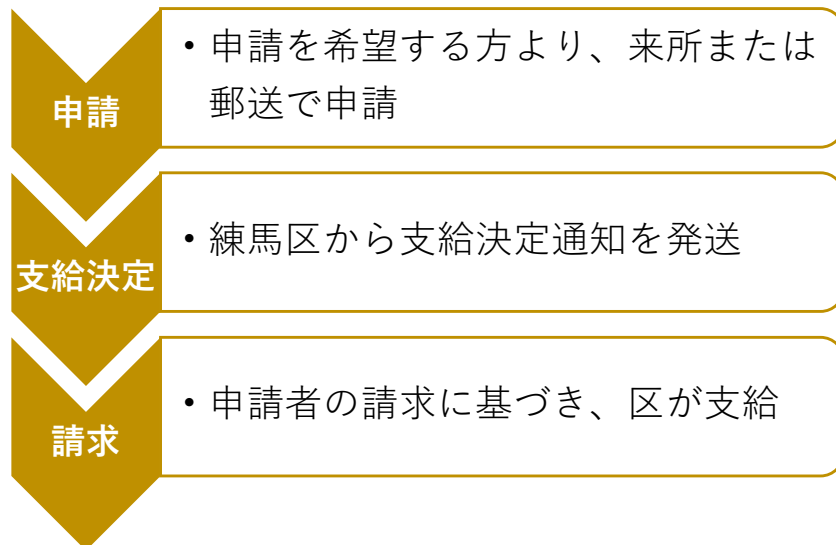 申請
• 申請を希望する方より、来所または
郵送で申請
支給決定
• 練馬区から支給決定通知を発送
請求
• 申請者の請求に基づき、区が支給